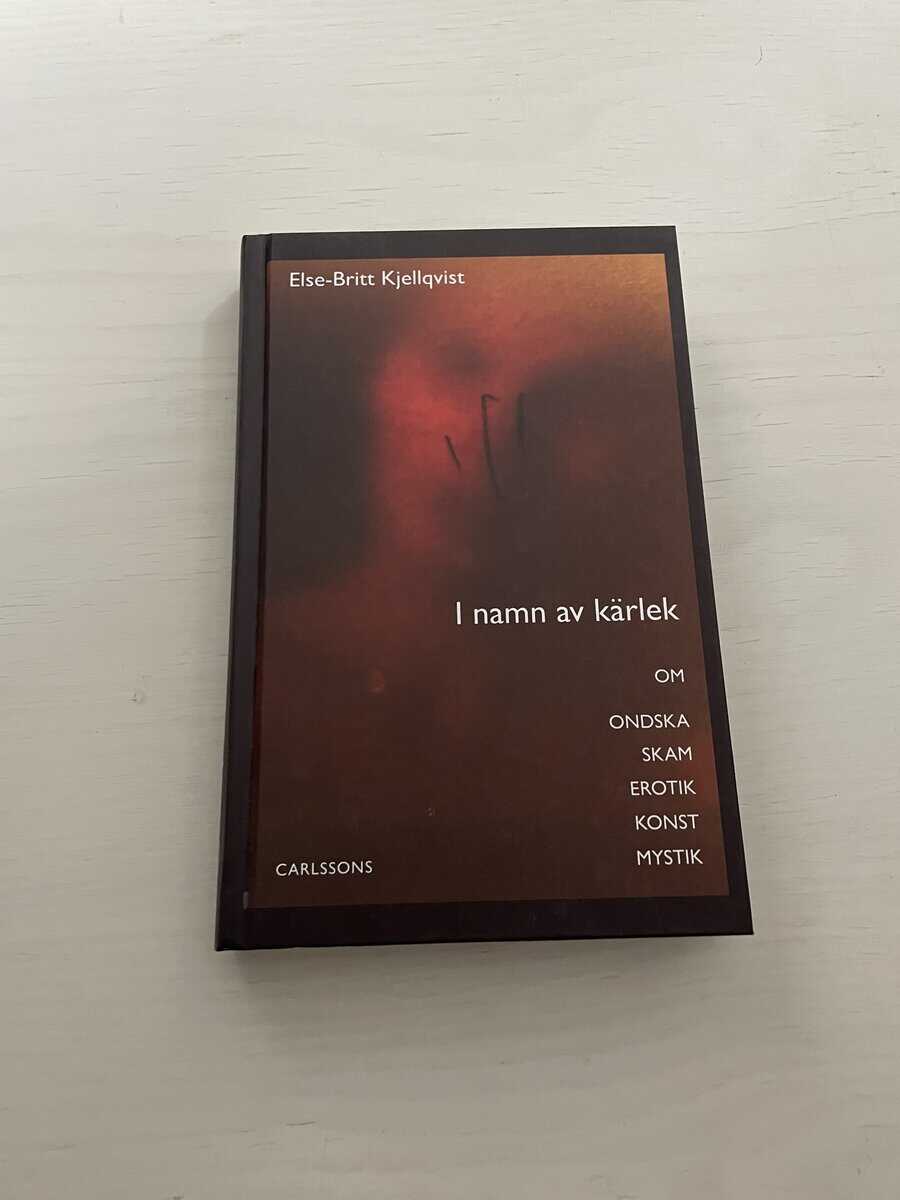 Else-Britt Kjellqvist
I namn av kärlek
OM
ONDSKA
SKAM
EROTIK
KONST
MYSTIK
CARLSSONS